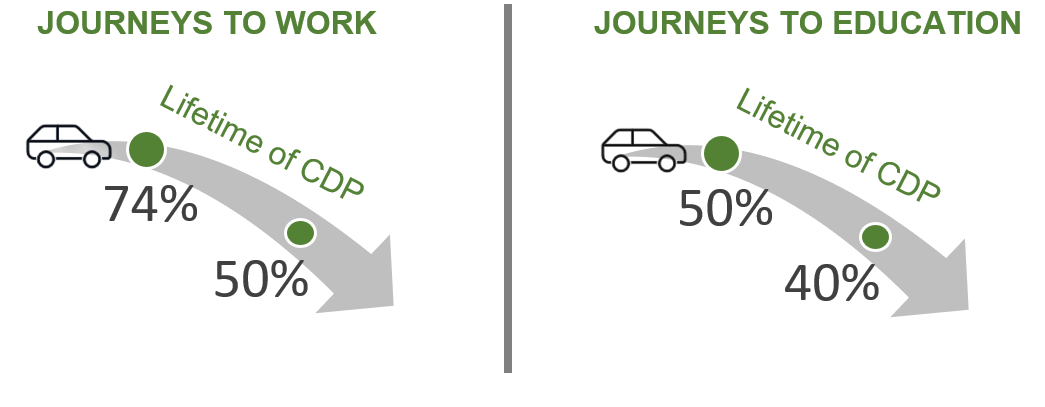 JOURNEYS TO WORK
Lifetime of CDP
74%
50%
JOURNEYS TO EDUCATION
Lifetime of CDP
50%
40%